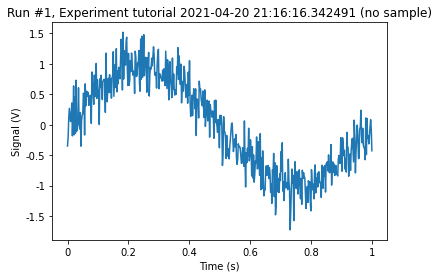 Run #1, Experiment tutorial 2021-04-20 21:16:16.342491 (no sample)
1.5
1
0.5
0
-0.5
-1
-1.5
Signal (V)
0 0.2 0.4 0.6 0.8 1
Time (s)